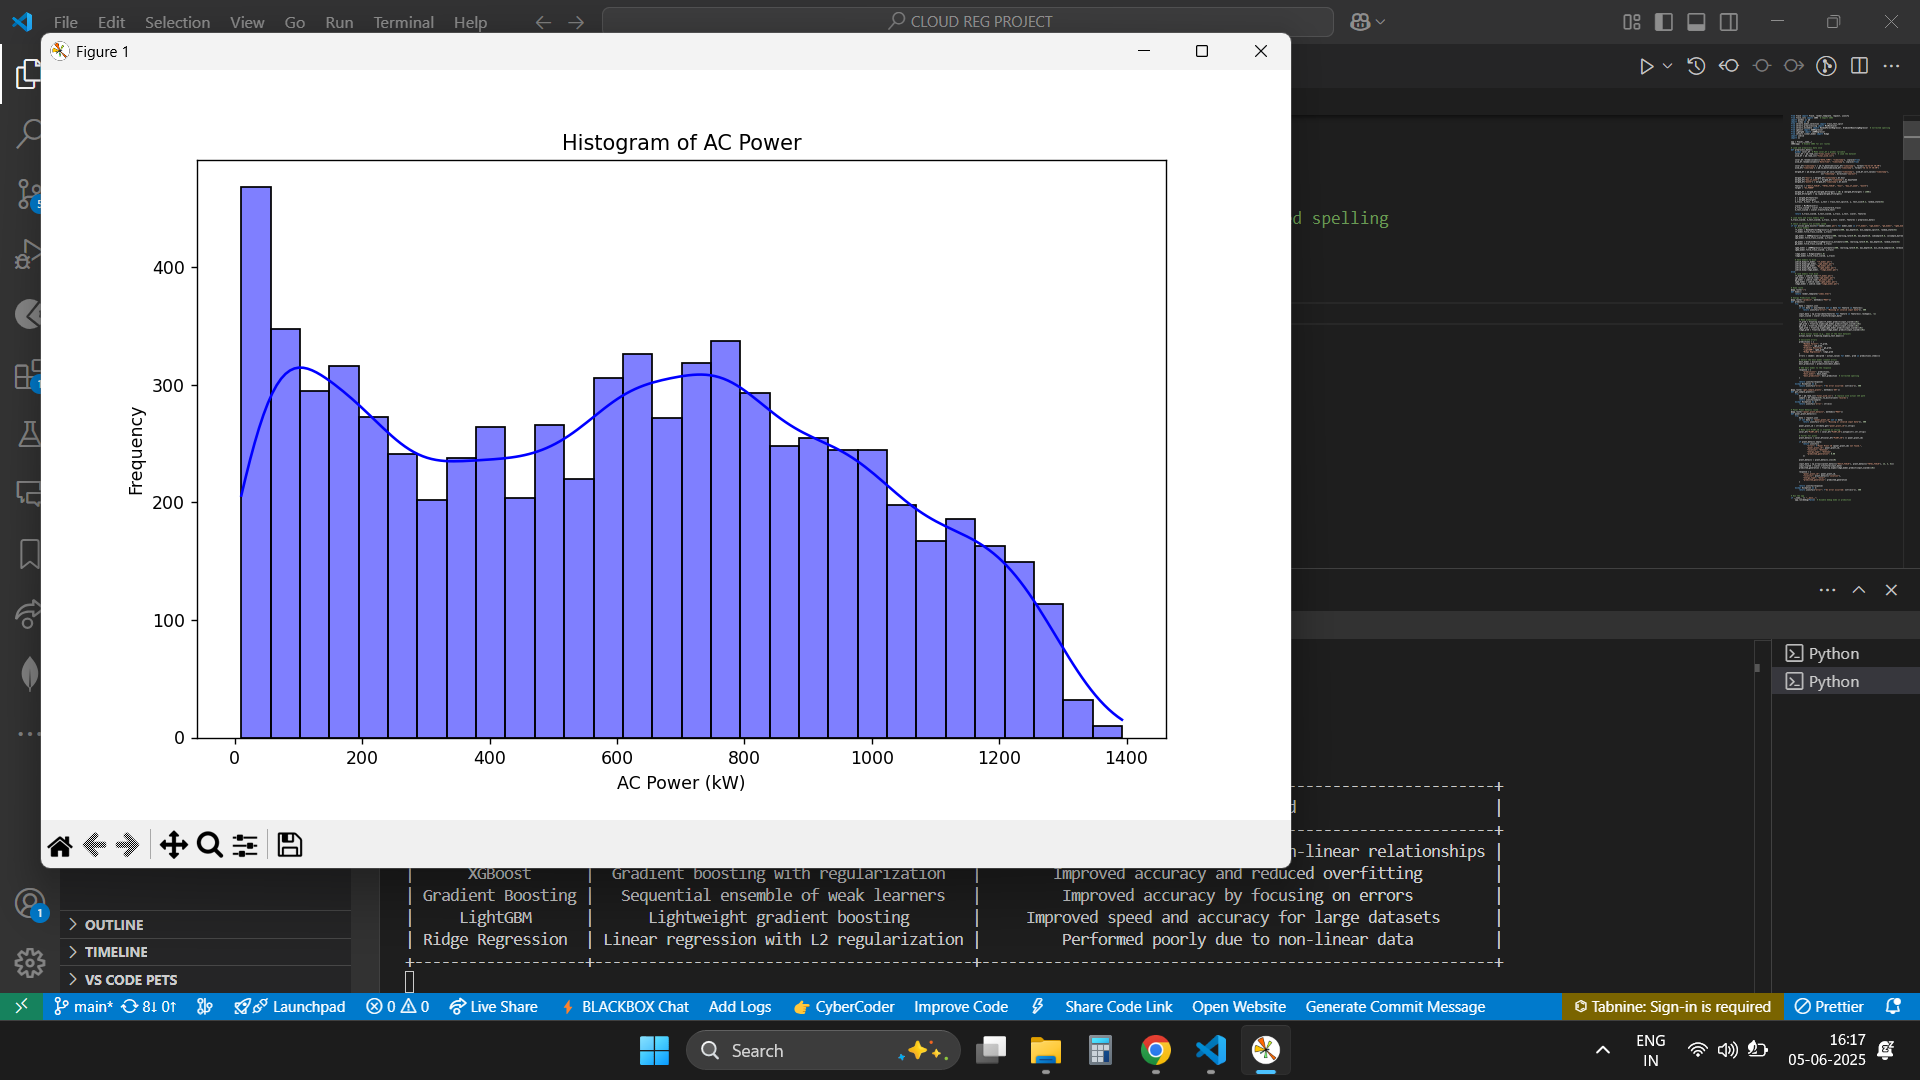 File Edit Selection View Go Run Terminal Help
CLOUD REG PROJECT
Figure 1
Histogram of AC Power
400
300
200
100
0
Frequency
0 200 400 600 800 1000 1200 1400
AC Power (kW)
d spelling
Python
Python
+
d |
+
n-linear relationships |
| XGBoost | Gradient boosting with regularization | Improved accuracy and reduced overfitting |
| Gradient Boosting | Sequential ensemble of weak learners | Improved accuracy by focusing on errors |
| LightGBM | Lightweight gradient boosting | Improved speed and accuracy for large datasets |
| Ridge Regression | Linear regression with L2 regularization | Performed poorly due to non-linear data |
1
OUTLINE
TIMELINE
VS CODE PETS
main* 8↓ 0↑ Launchpad 0 0 Live Share BLACKBOX Chat Add Logs CyberCoder Improve Code Share Code Link Open Website Generate Commit Message Tabnine: Sign-in is required Prettier
Search
ENG
IN
16:17
05-06-2025